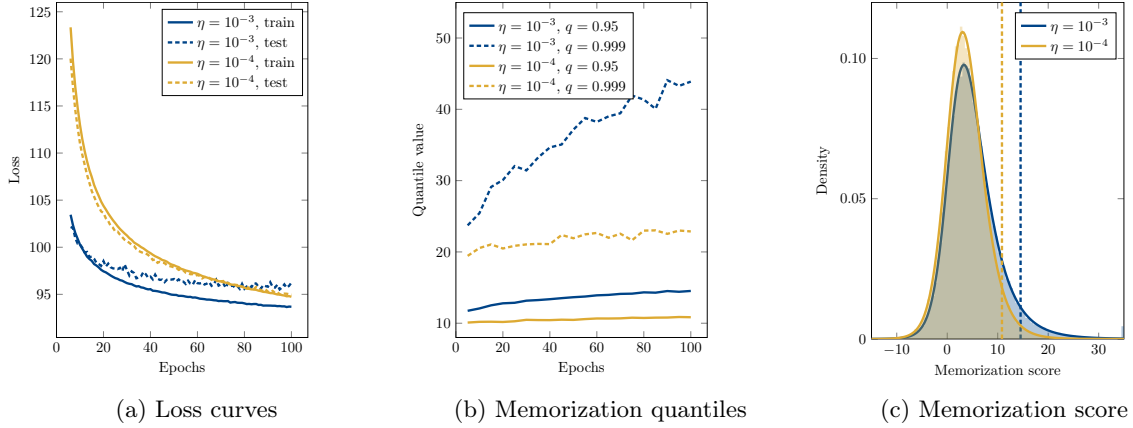 125
120
115
110
105
100
95
0 20 40 60 80 100
Loss
Epochs
η = 10⁻³, train
η = 10⁻³, test
η = 10⁻⁴, train
η = 10⁻⁴, test
(a) Loss curves
50
40
30
20
10
0 20 40 60 80 100
Quantile value
Epochs
η = 10⁻³, q = 0.95
η = 10⁻³, q = 0.999
η = 10⁻⁴, q = 0.95
η = 10⁻⁴, q = 0.999
(b) Memorization quantiles
0.10
0.05
0
−10 0 10 20 30
Density
Memorization score
η = 10⁻³
η = 10⁻⁴
(c) Memorization score